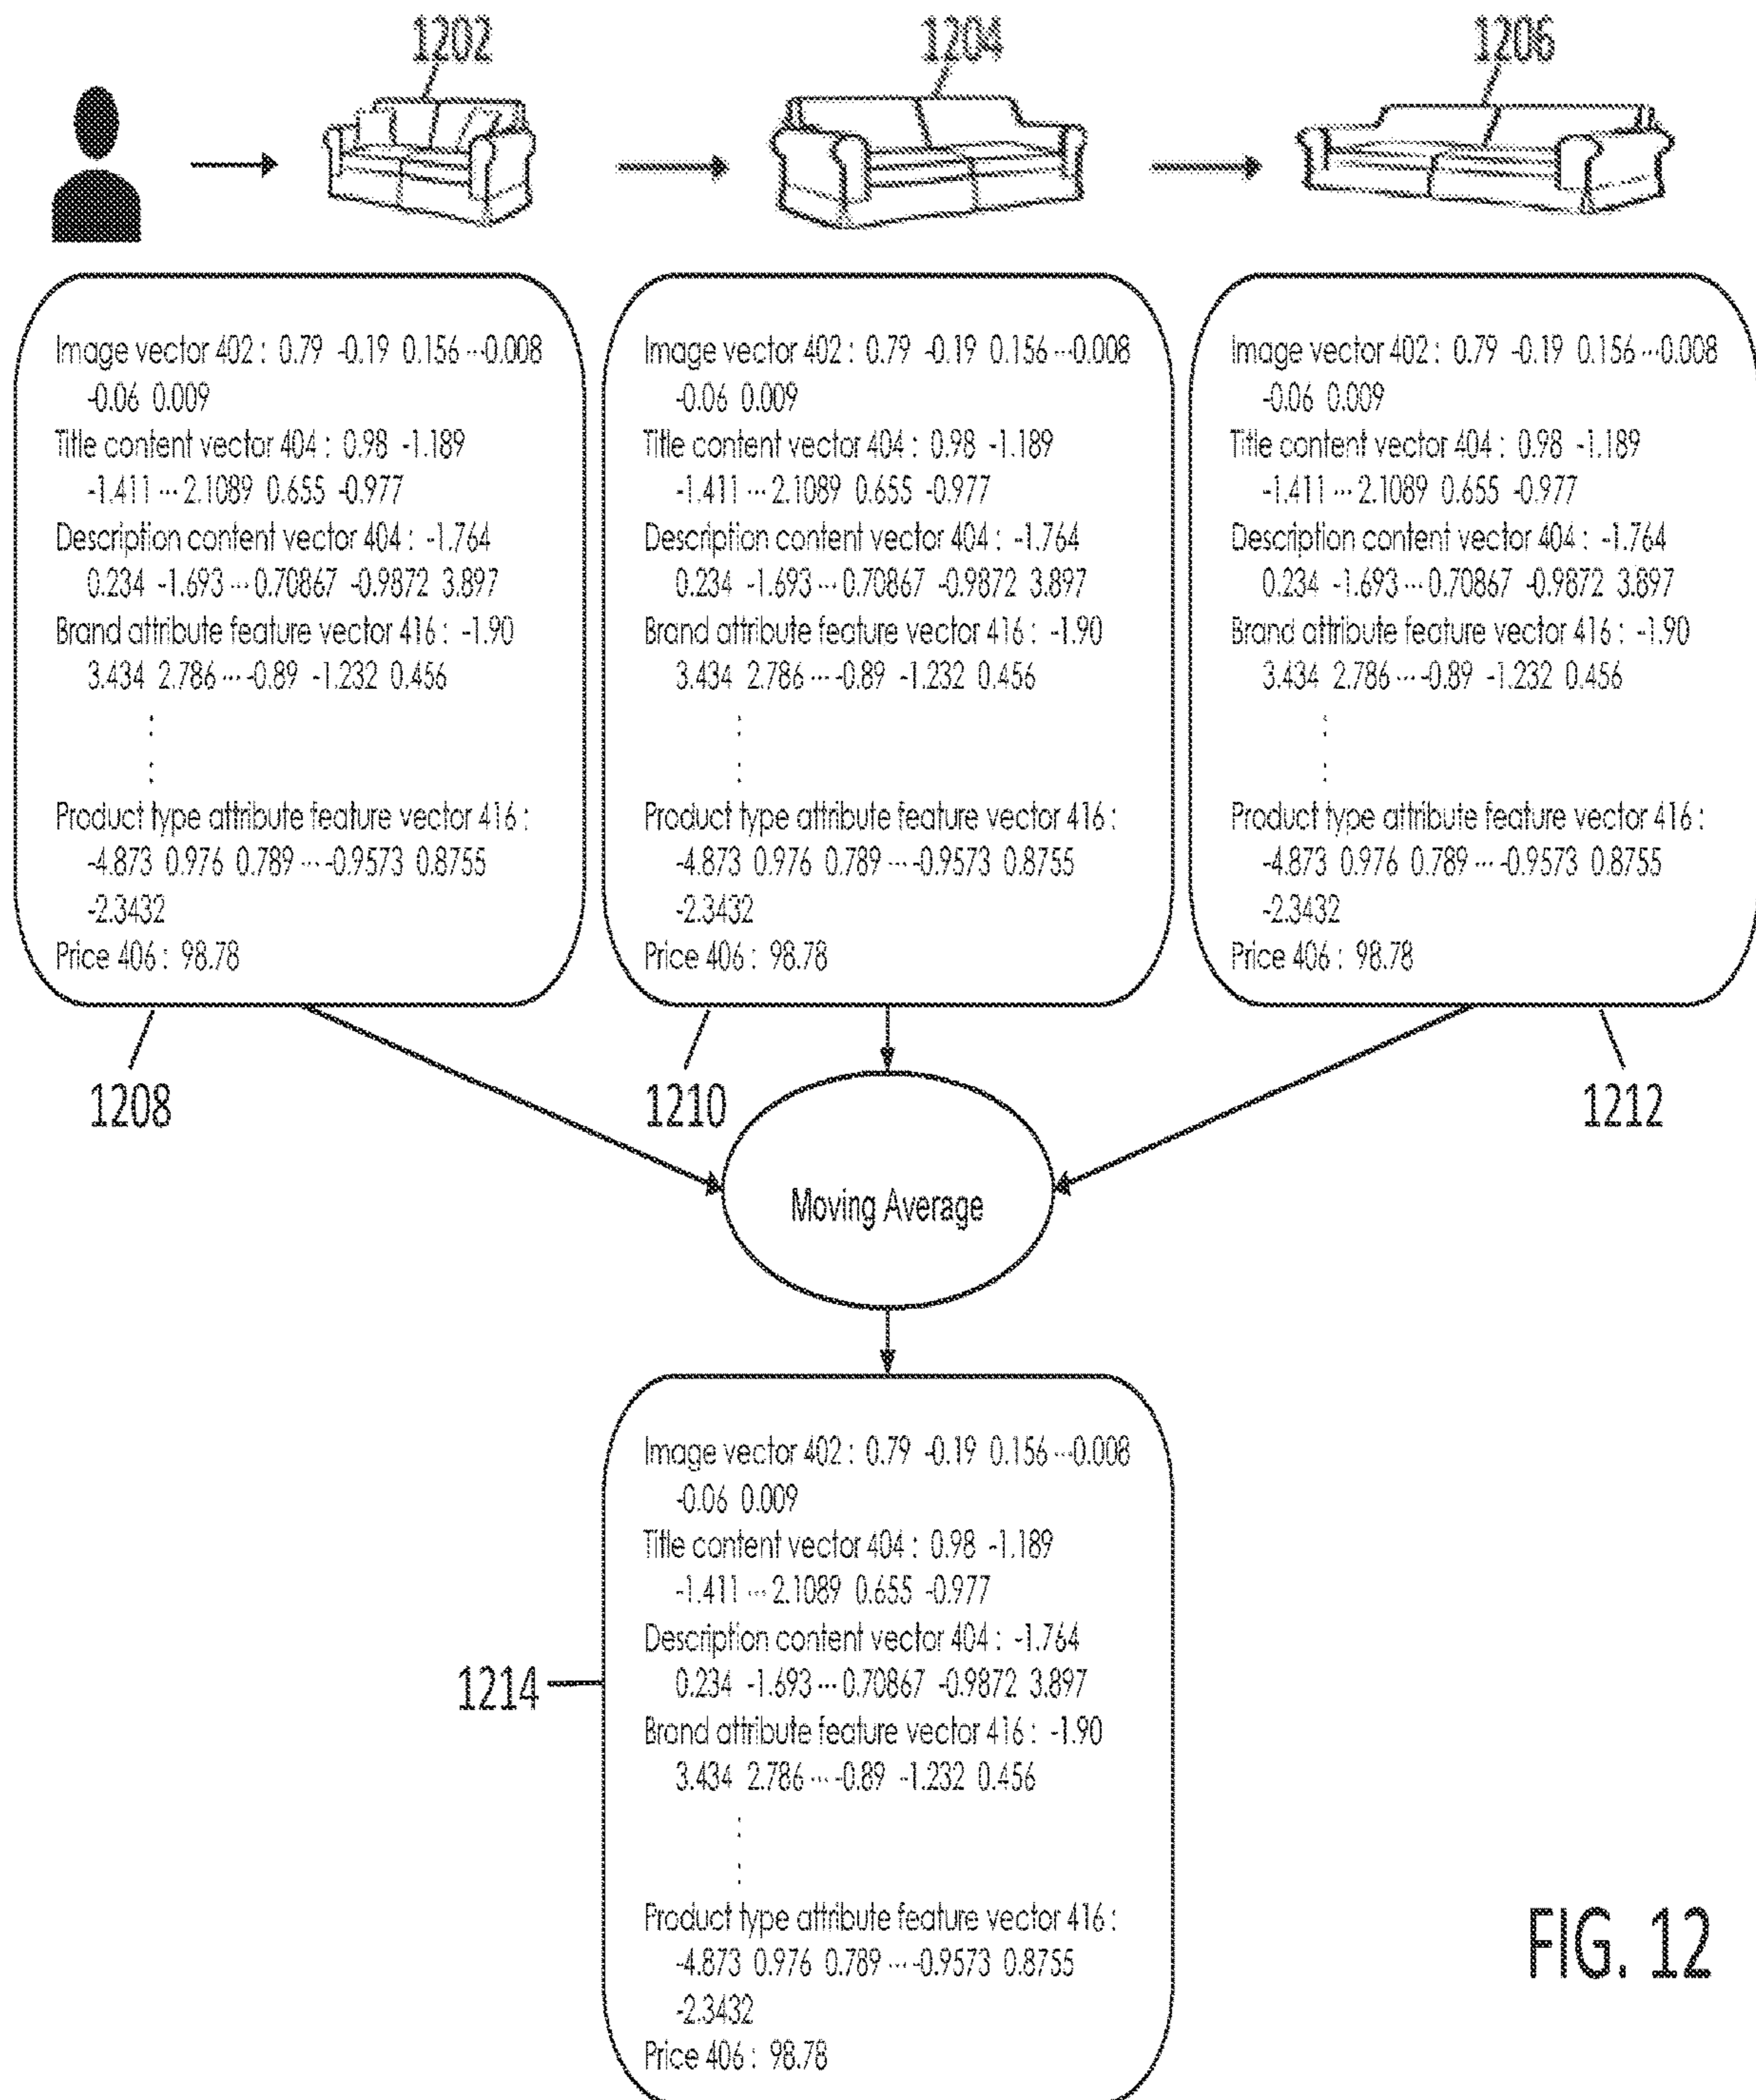 1202
1204
1206
Image vector 402 : 0.79 -0.19 0.156 ···0.008
-0.06 0.009
Title content vector 404 : 0.98 -1.189
-1.411 ··· 2.1089 0.655 -0.977
Description content vector 404 : -1.764
0.234 -1.693 ··· 0.70867 -0.9872 3.897
Brand attribute feature vector 416 : -1.90
3.434 2.786 ··· -0.89 -1.232 0.456
Product type attribute feature vector 416 :
-4.873 0.976 0.789 ··· -0.9573 0.8755
-2.3432
Price 406 : 98.78
Image vector 402 : 0.79 -0.19 0.156 ···0.008
-0.06 0.009
Title content vector 404 : 0.98 -1.189
-1.411 ··· 2.1089 0.655 -0.977
Description content vector 404 : -1.764
0.234 -1.693 ··· 0.70867 -0.9872 3.897
Brand attribute feature vector 416 : -1.90
3.434 2.786 ··· -0.89 -1.232 0.456
Product type attribute feature vector 416 :
-4.873 0.976 0.789 ··· -0.9573 0.8755
-2.3432
Price 406 : 98.78
Image vector 402 : 0.79 -0.19 0.156 ···0.008
-0.06 0.009
Title content vector 404 : 0.98 -1.189
-1.411 ··· 2.1089 0.655 -0.977
Description content vector 404 : -1.764
0.234 -1.693 ··· 0.70867 -0.9872 3.897
Brand attribute feature vector 416 : -1.90
3.434 2.786 ··· -0.89 -1.232 0.456
Product type attribute feature vector 416 :
-4.873 0.976 0.789 ··· -0.9573 0.8755
-2.3432
Price 406 : 98.78
1208
1210
1212
Moving Average
Image vector 402 : 0.79 -0.19 0.156 ···0.008
-0.06 0.009
Title content vector 404 : 0.98 -1.189
-1.411 ··· 2.1089 0.655 -0.977
Description content vector 404 : -1.764
0.234 -1.693 ··· 0.70867 -0.9872 3.897
Brand attribute feature vector 416 : -1.90
3.434 2.786 ··· -0.89 -1.232 0.456
Product type attribute feature vector 416 :
-4.873 0.976 0.789 ··· -0.9573 0.8755
-2.3432
Price 406 : 98.78
1214
FIG. 12